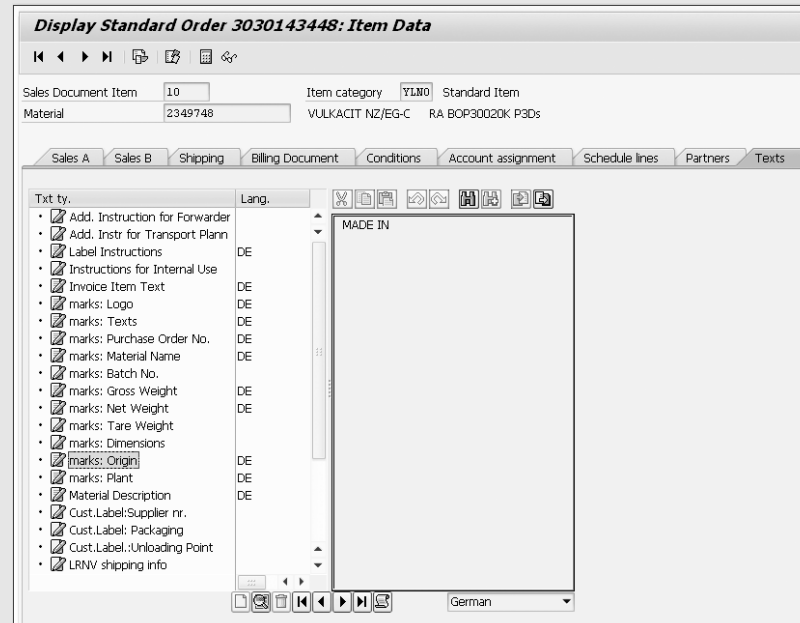 Display Standard Order 3030143448: Item Data
Sales Document Item 10 Item category YLN0 Standard Item
Material 2349748 VULKACIT NZ/EG-C RA BOP30020K P3Ds
Sales A Sales B Shipping Billing Document Conditions Account assignment Schedule lines Partners Texts
Txt ty. Lang.
Add. Instruction for Forwarder
Add. Instr for Transport Plann
Label Instructions DE
Instructions for Internal Use
Invoice Item Text DE
marks: Logo DE
marks: Texts DE
marks: Purchase Order No. DE
marks: Material Name DE
marks: Batch No.
marks: Gross Weight DE
marks: Net Weight DE
marks: Tare Weight
marks: Dimensions
marks: Origin DE
marks: Plant DE
Material Description DE
Cust.Label:Supplier nr.
Cust.Label: Packaging
Cust.Label.:Unloading Point
LRNV shipping info
MADE IN
German